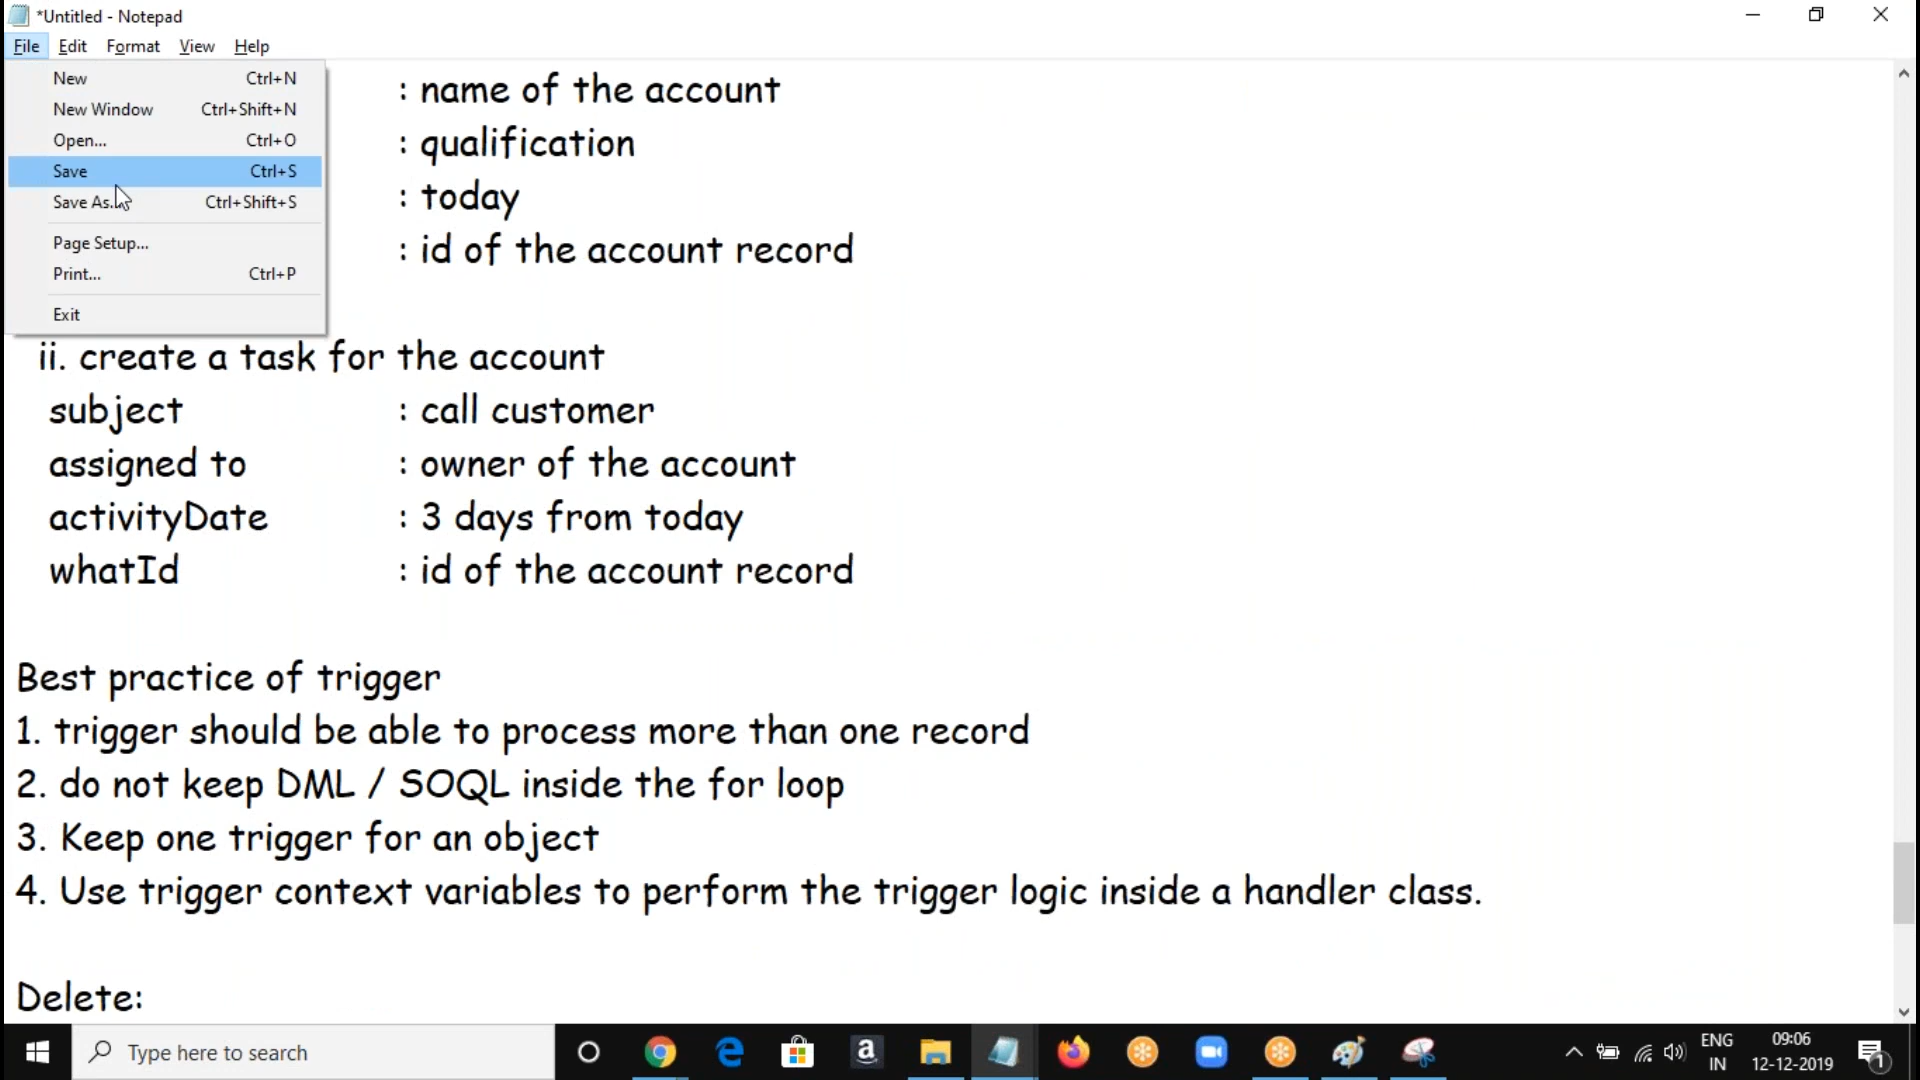 *Untitled - Notepad
File Edit Format View Help
New Ctrl+N
New Window Ctrl+Shift+N
Open... Ctrl+O
Save Ctrl+S
Save As... Ctrl+Shift+S
Page Setup...
Print... Ctrl+P
Exit
: name of the account
: qualification
: today
: id of the account record
ii. create a task for the account
subject : call customer
assigned to : owner of the account
activityDate : 3 days from today
whatId : id of the account record
Best practice of trigger
1. trigger should be able to process more than one record
2. do not keep DML / SOQL inside the for loop
3. Keep one trigger for an object
4. Use trigger context variables to perform the trigger logic inside a handler class.
Delete:
Type here to search
ENG
IN
09:06
12-12-2019
1